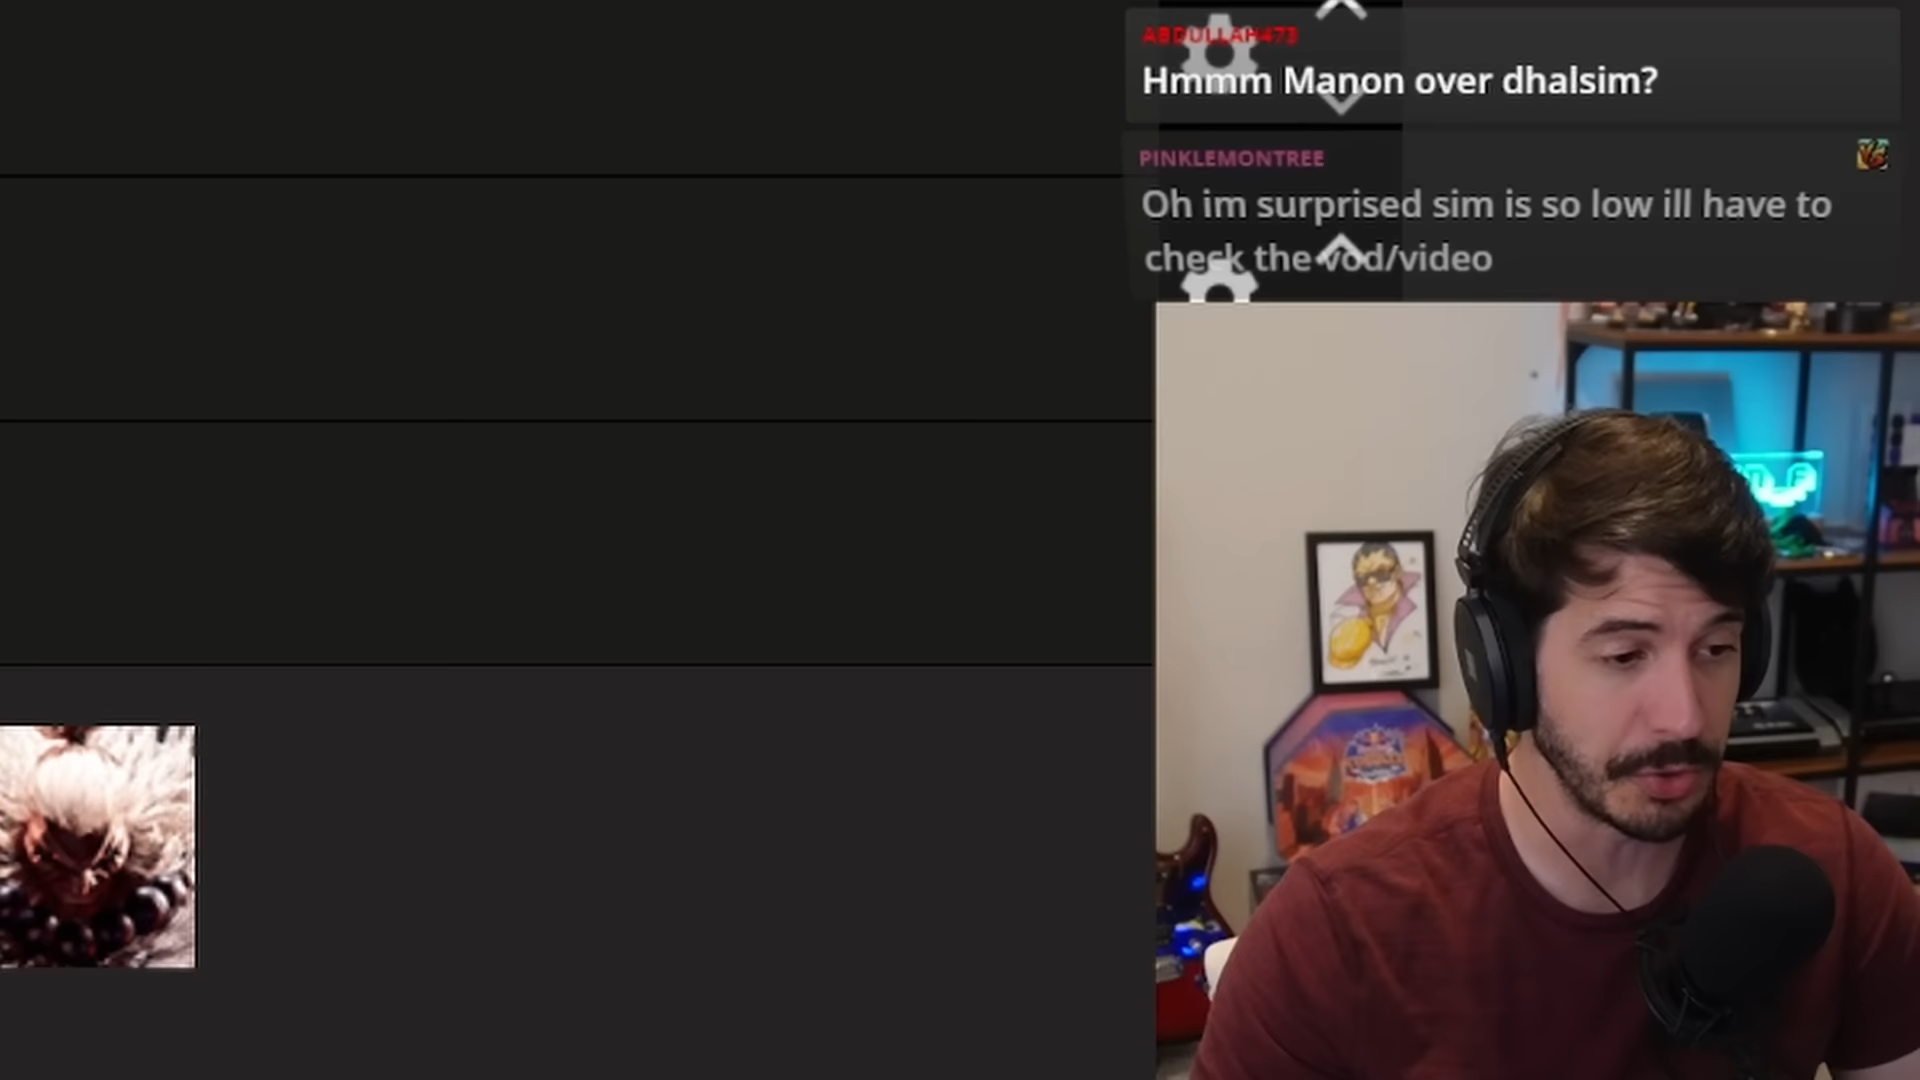 ABDULLAH473
Hmmm Manon over dhalsim?
PINKLEMONTREE
Oh im surprised sim is so low ill have to
check the vod/video